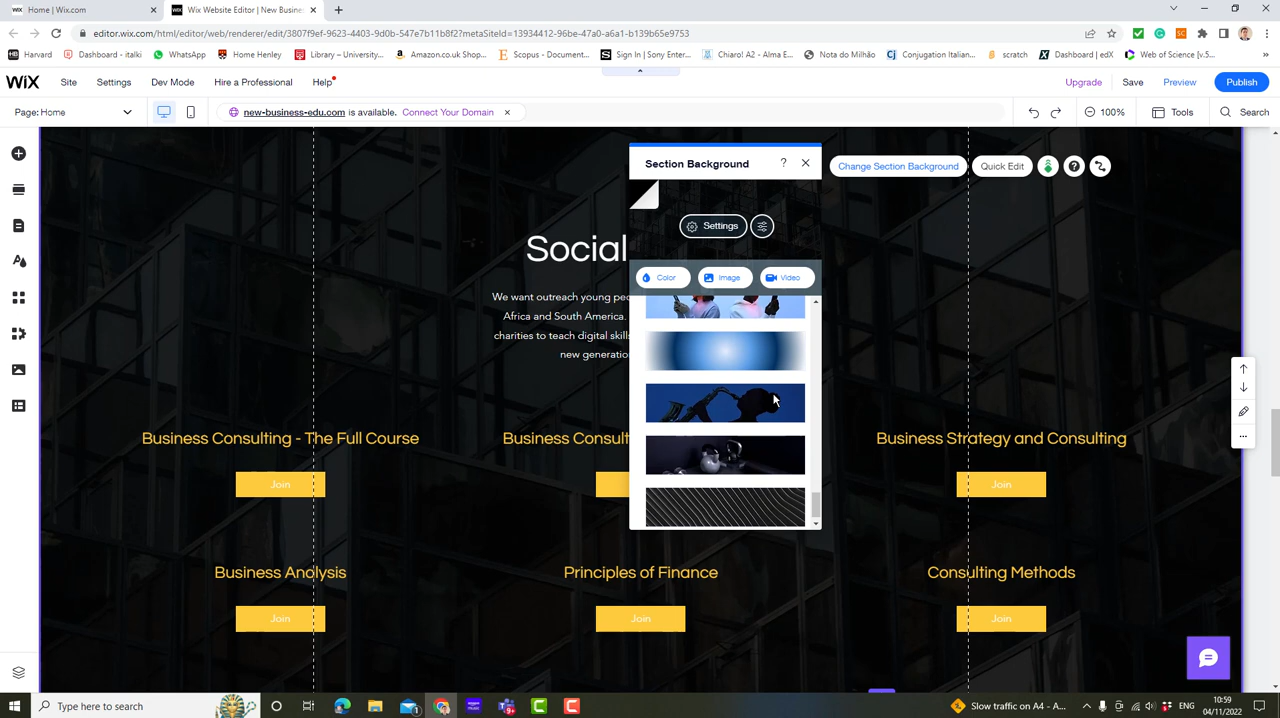 Home | Wix.com
Wix Website Editor | New Busine
editor.wix.com/html/editor/web/renderer/3807f9ef-9623-4403-9d0b-547e7b11b8f2?metaSiteId=13934412-96be-47a0-a6a1-b139b65e9753
Harvard
Dashboard - italki
WhatsApp
Home Henley
Library – University...
Amazon.co.uk Shop...
Scopus - Document...
Sign In | Sony Enter...
Chiaro! A2 - Alma E...
Nota do Milhão
Conjugation Italian...
scratch
Dashboard | edX
Web of Science [v.5...
WIX
Site
Settings
Dev Mode
Hire a Professional
Help
Upgrade
Save
Preview
Publish
Page: Home
new-business-edu.com is available. Connect Your Domain
100%
Tools
Search
Section Background
?
Change Section Background
Quick Edit
Settings
Color
Image
Video
Social
We want outreach young peo
Africa and South America.
charities to teach digital skills
new generation
Business Consulting - The Full Course
Business Consult
Business Strategy and Consulting
Join
Join
Business Anolysis
Principles of Finance
Consulting Methods
Join
Join
Join
Type here to search
Slow traffic on A4 - A...
ENG
10:59
04/11/2022